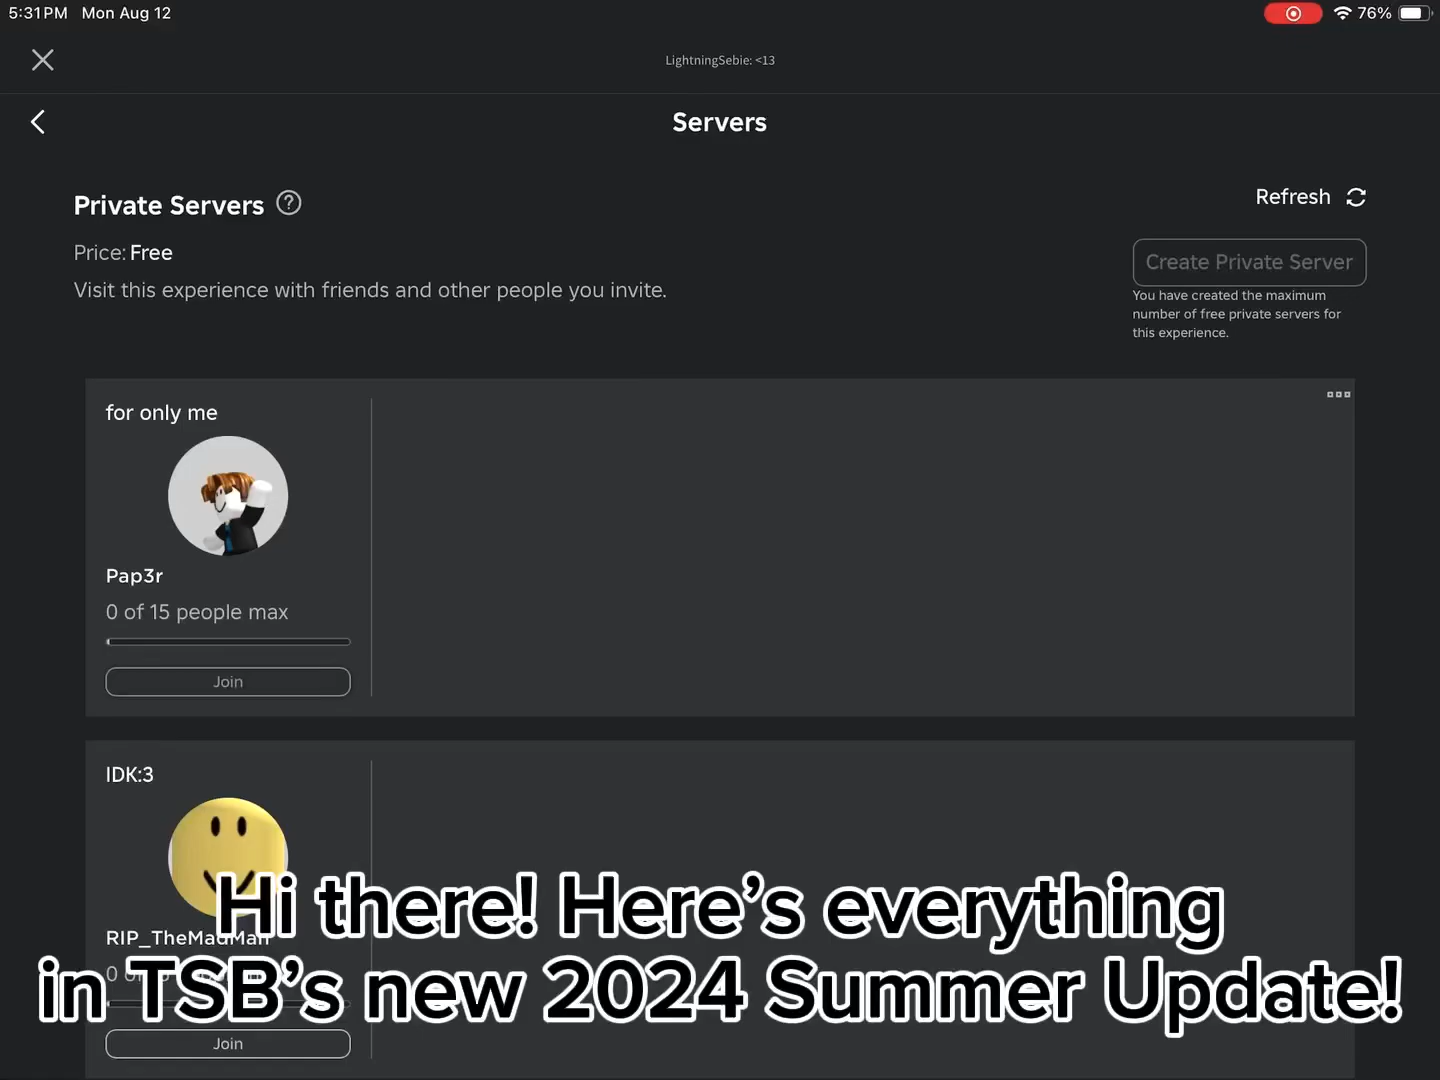 5:31 PM Mon Aug 12
76%
LightningSebie: <13
Servers
Private Servers
Refresh
Price: Free
Create Private Server
Visit this experience with friends and other people you invite.
You have created the maximum
number of free private servers for
this experience.
for only me
Pap3r
0 of 15 people max
Join
IDK:3
Hi there! Here's everything
RIP_TheMadMan
in TSB's new 2024 Summer Update!
Join